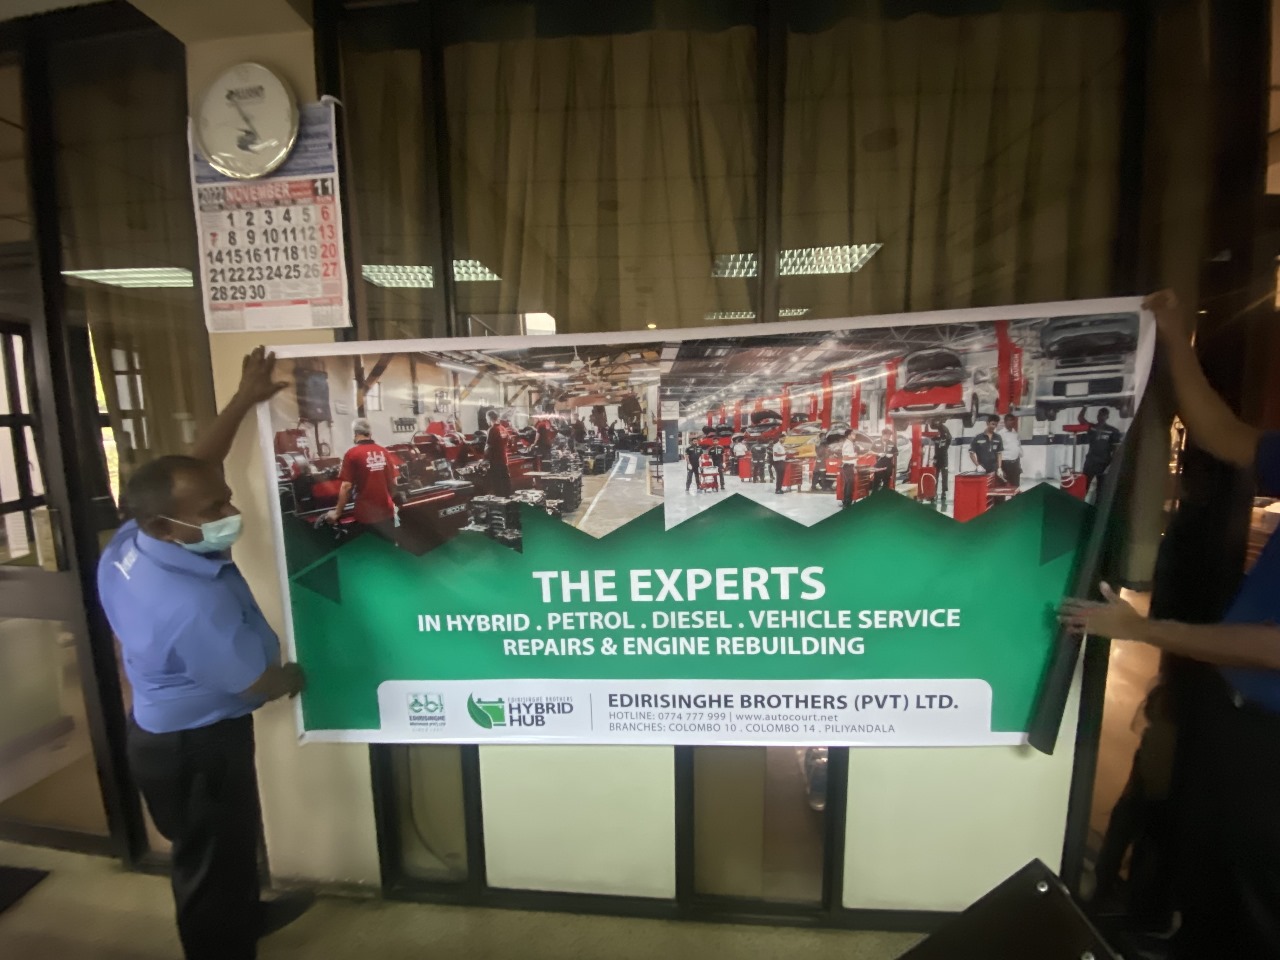 2022 NOVEMBER 11
1 2 3 4 5 6
7 8 9 10 11 12 13
14 15 16 17 18 19 20
21 22 23 24 25 26 27
28 29 30
LAUNCH
THE EXPERTS
IN HYBRID . PETROL . DIESEL . VEHICLE SERVICE
REPAIRS & ENGINE REBUILDING
EDIRISINGHE
EDIRISINGHE BROTHERS
HYBRID
HUB
EDIRISINGHE BROTHERS (PVT) LTD.
HOTLINE: 0774 777 999 | www.autocourt.net
BRANCHES: COLOMBO 10 . COLOMBO 14 . PILIYANDALA